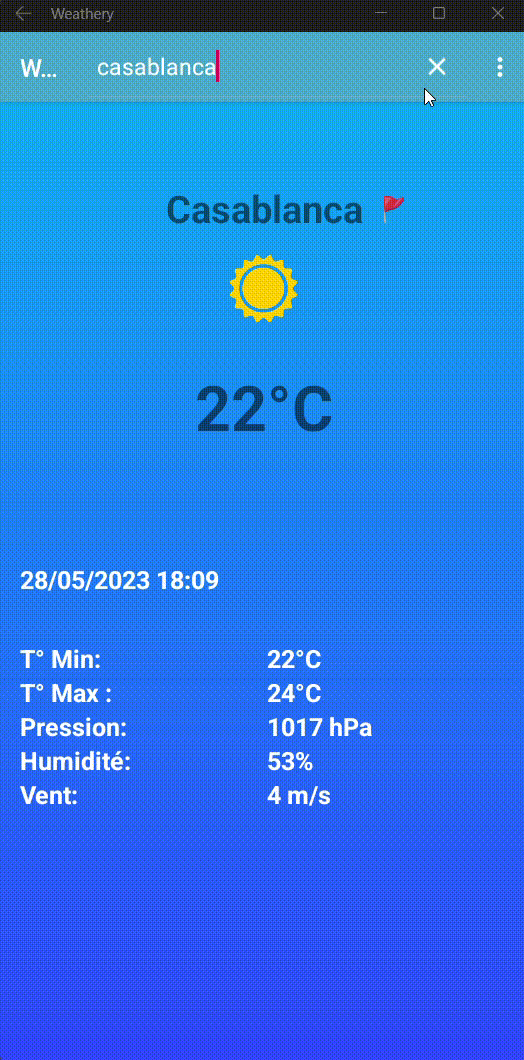 Weathery
W... casablanca
Casablanca
22°C
28/05/2023 18:09
T° Min: 22°C
T° Max : 24°C
Pression: 1017 hPa
Humidité: 53%
Vent: 4 m/s